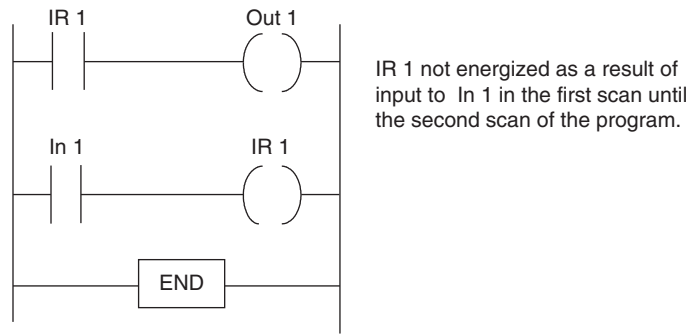 IR 1
Out 1
IR 1 not energized as a result of
input to In 1 in the first scan until
the second scan of the program.
In 1
IR 1
END